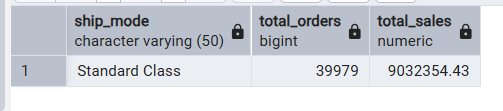 ship_mode total_orders total_sales
character varying (50) bigint numeric
1 Standard Class 39979 9032354.43